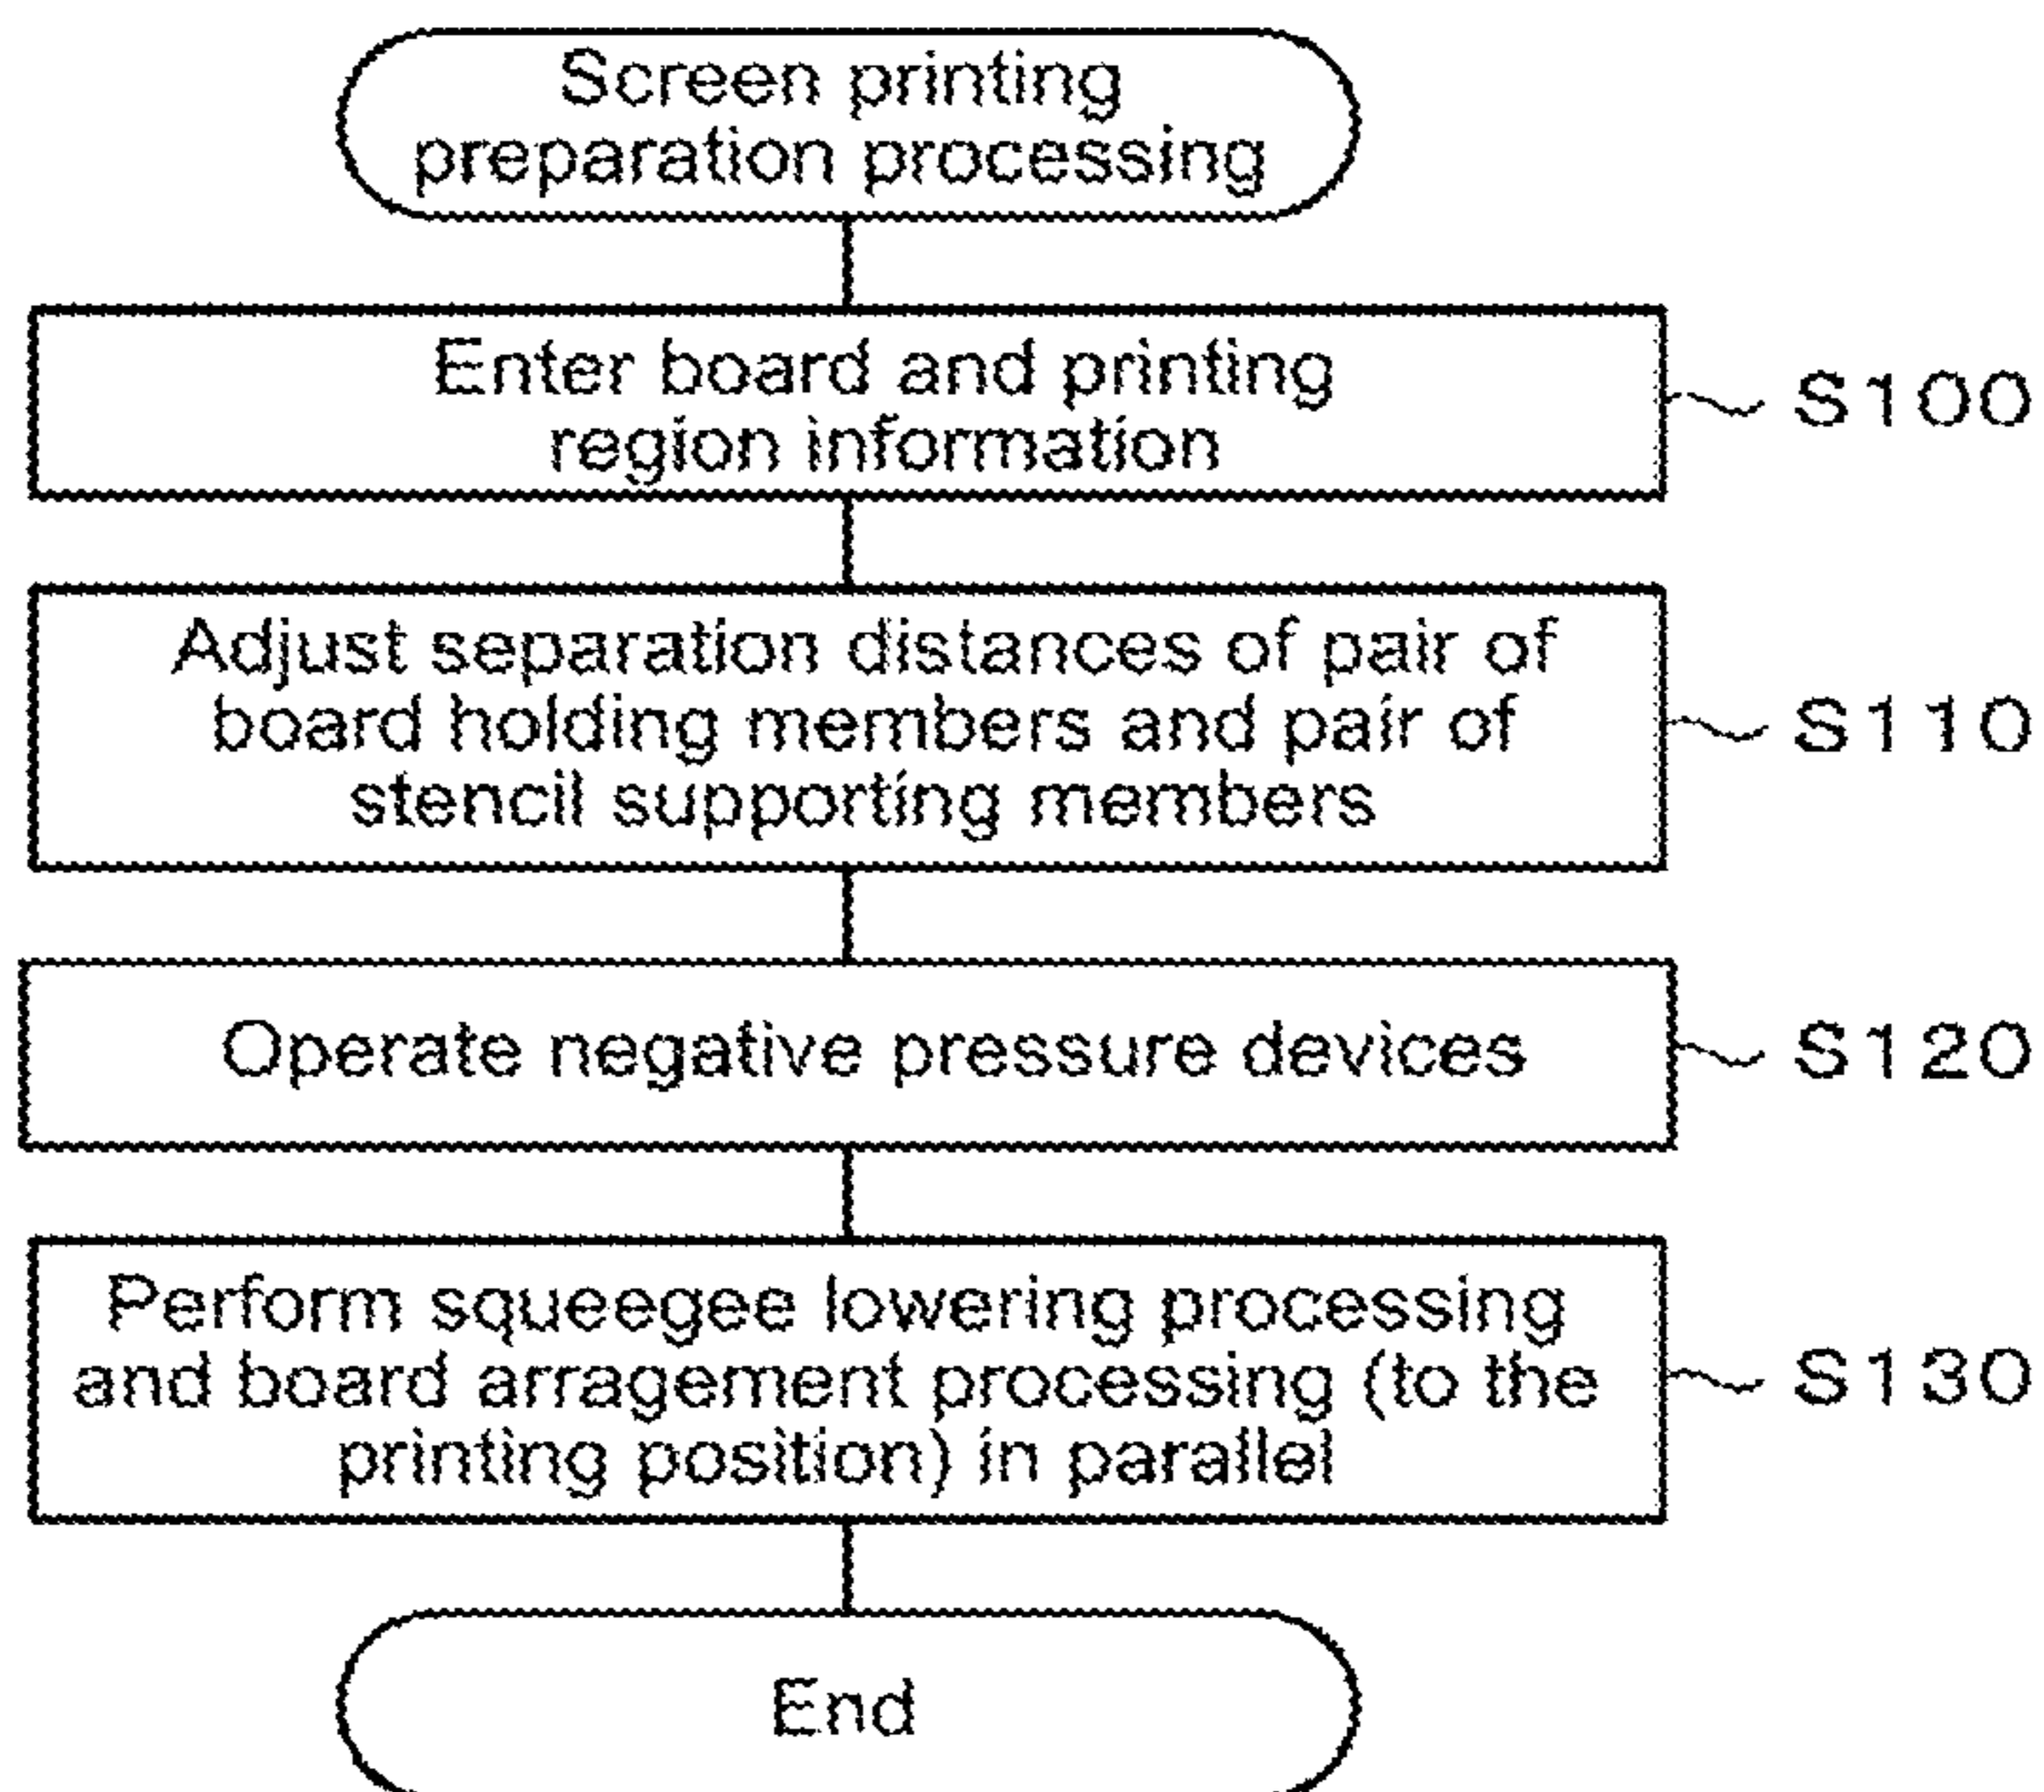 Screen printing
preparation processing
Enter board and printing
region information
S100
Adjust separation distances of pair of
board holding members and pair of
stencil supporting members
S110
Operate negative pressure devices
S120
Perform squeegee lowering processing
and board arragement processing (to the
printing position) in parallel
S130
End